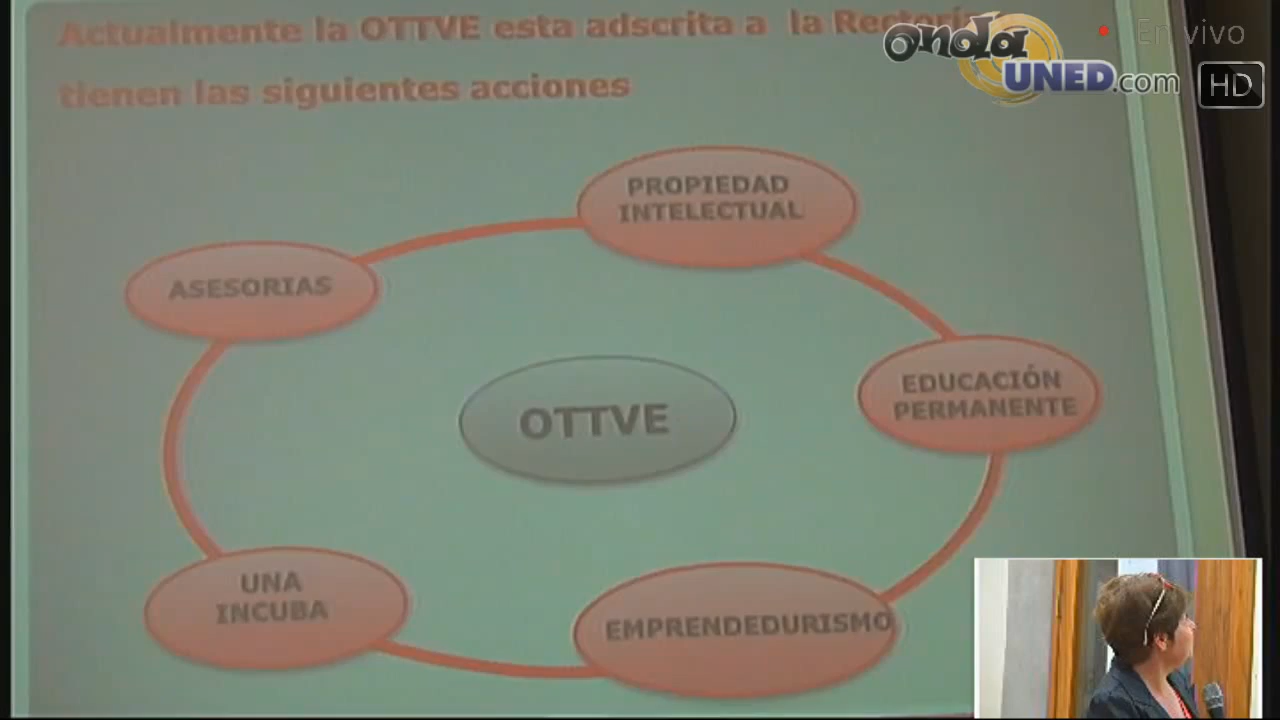 Actualmente la OTTVE esta adscrita a la
tienen las siguientes acciones
onda
UNED.com
En vivo
HD
PROPIEDAD
INTELECTUAL
ASESORIAS
EDUCACIÓN
PERMANENTE
OTTVE
UNA
INCUBA
EMPRENDEDURISMO